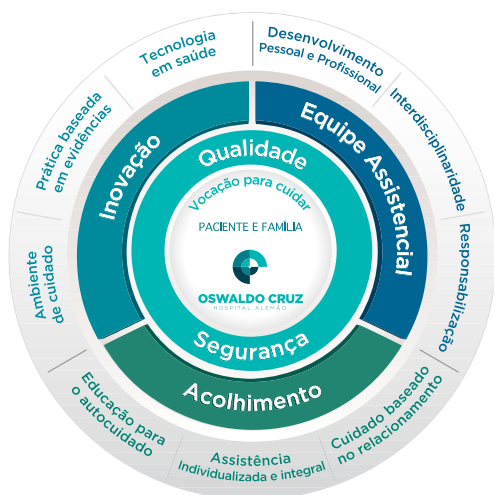 Tecnologia
em saúde
Desenvolvimento
Pessoal e Profissional
Interdisciplinaridade
Responsabilização
Cuidado baseado
no relacionamento
Assistência
Individualizada e integral
Educação para
o autocuidado
Ambiente
de cuidado
Prática baseada
em evidências
Inovação
Equipe Assistencial
Acolhimento
Qualidade
Segurança
Vocação para cuidar
PACIENTE E FAMÍLIA
OSWALDO CRUZ
HOSPITAL ALEMÃO